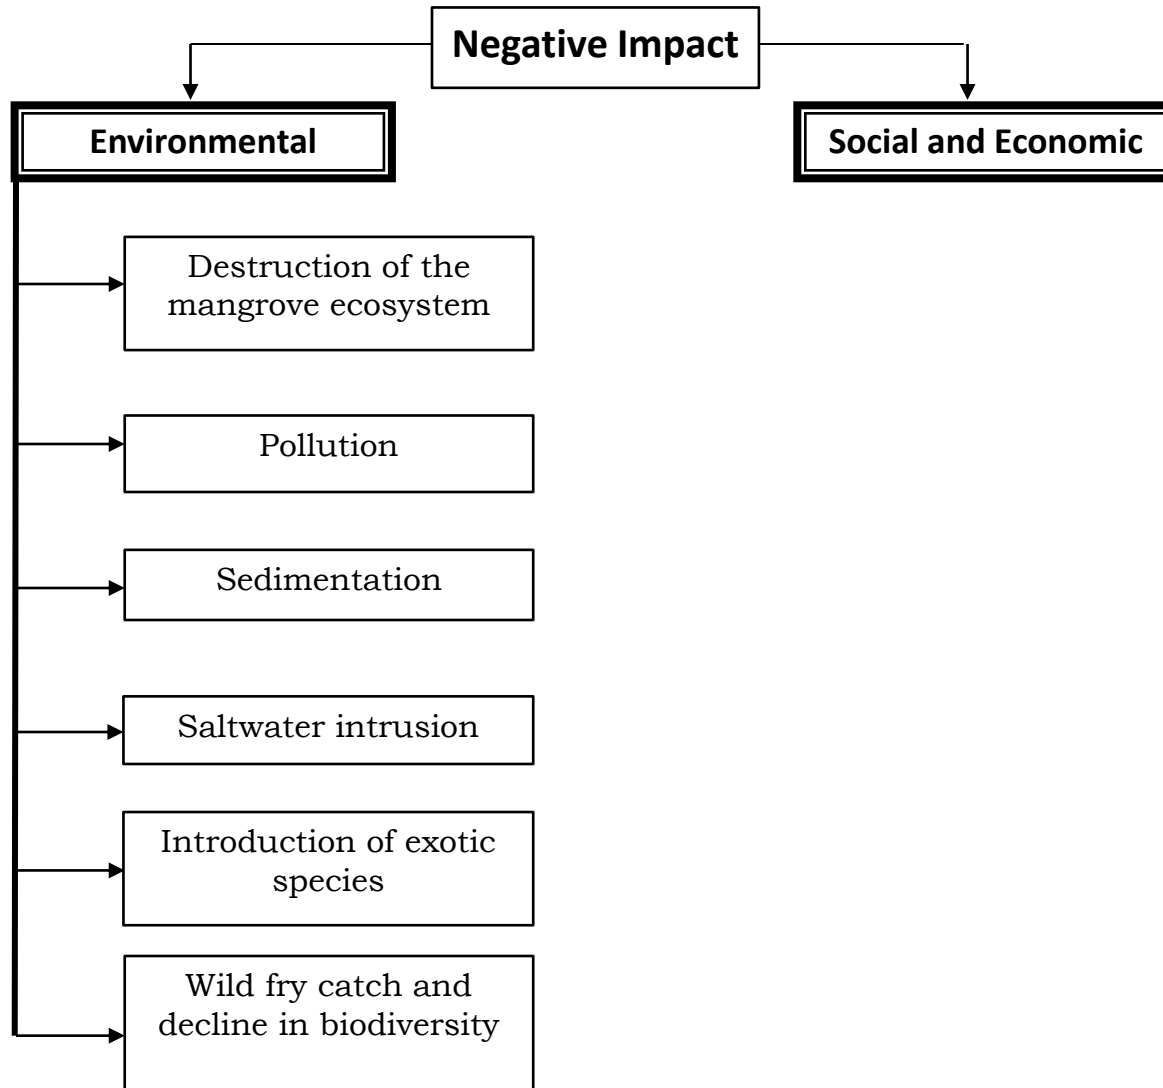 Negative Impact
Environmental
Social and Economic
Destruction of the
mangrove ecosystem
Pollution
Sedimentation
Saltwater intrusion
Introduction of exotic
species
Wild fry catch and
decline in biodiversity